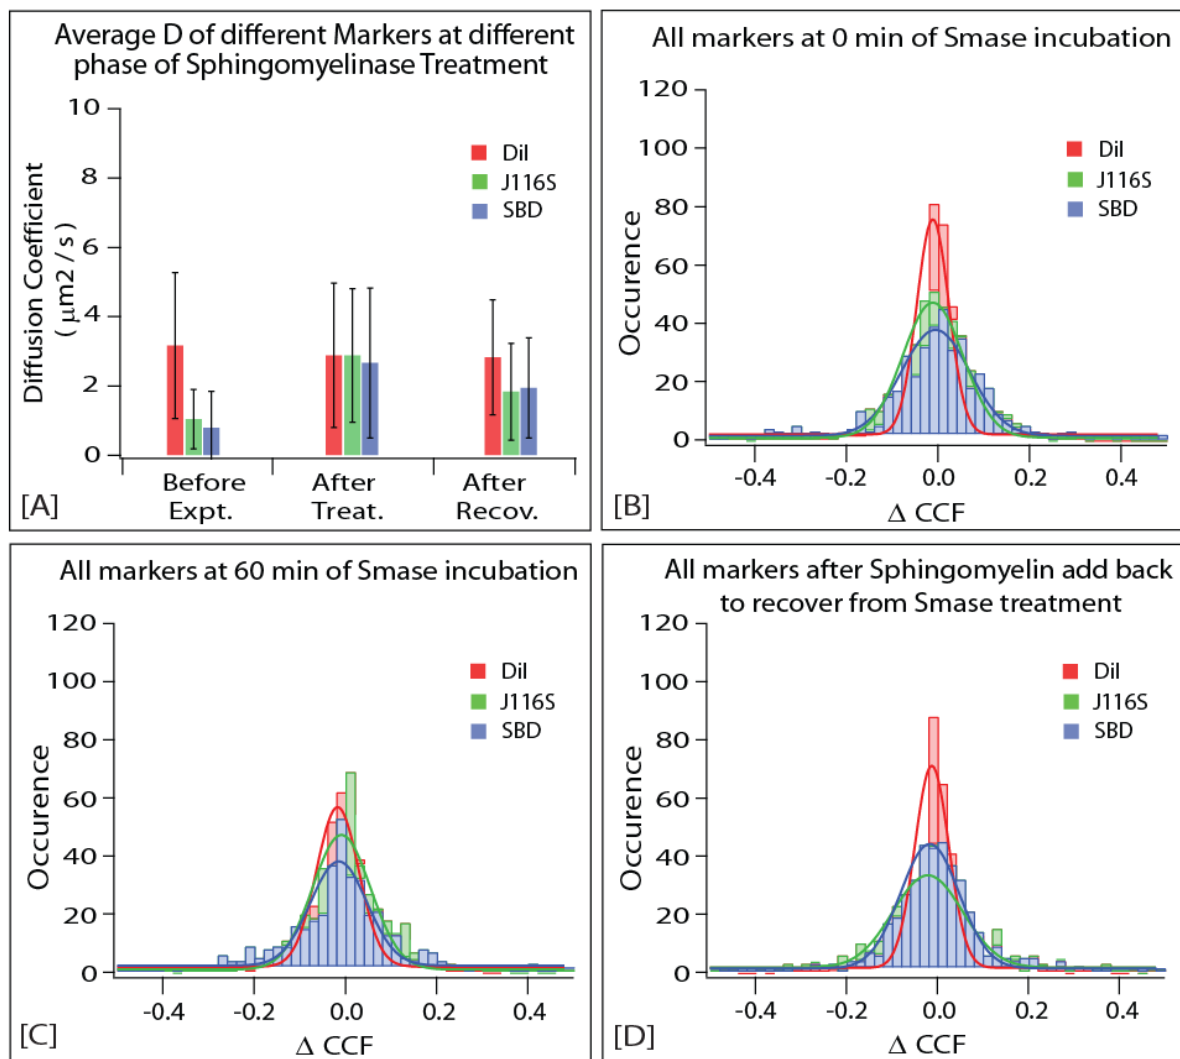 Average D of different Markers at different
phase of Sphingomyelinase Treatment
10
8
6
4
2
0
Diffusion Coefficient
( μm2 / s )
DiI
J116S
SBD
Before
Expt.
After
Treat.
After
Recov.
[A]
All markers at 0 min of Smase incubation
120
100
80
60
40
20
0
Occurence
DiI
J116S
SBD
-0.4
-0.2
0.0
0.2
0.4
Δ CCF
[B]
All markers at 60 min of Smase incubation
120
100
80
60
40
20
0
Occurence
DiI
J116S
SBD
-0.4
-0.2
0.0
0.2
0.4
Δ CCF
[C]
All markers after Sphingomyelin add back
to recover from Smase treatment
120
100
80
60
40
20
0
Occurence
DiI
J116S
SBD
-0.4
-0.2
0.0
0.2
0.4
Δ CCF
[D]